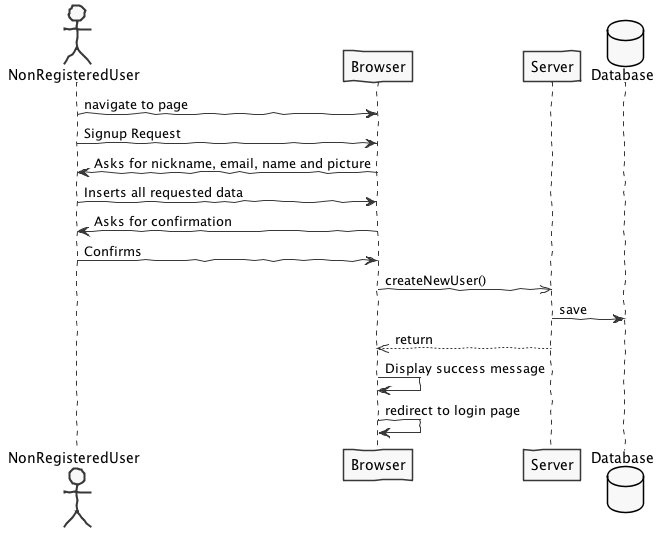 NonRegisteredUser
Browser
Server
Database
navigate to page
Signup Request
Asks for nickname, email, name and picture
Inserts all requested data
Asks for confirmation
Confirms
createNewUser()
save
return
Display success message
redirect to login page
NonRegisteredUser
Browser
Server
Database